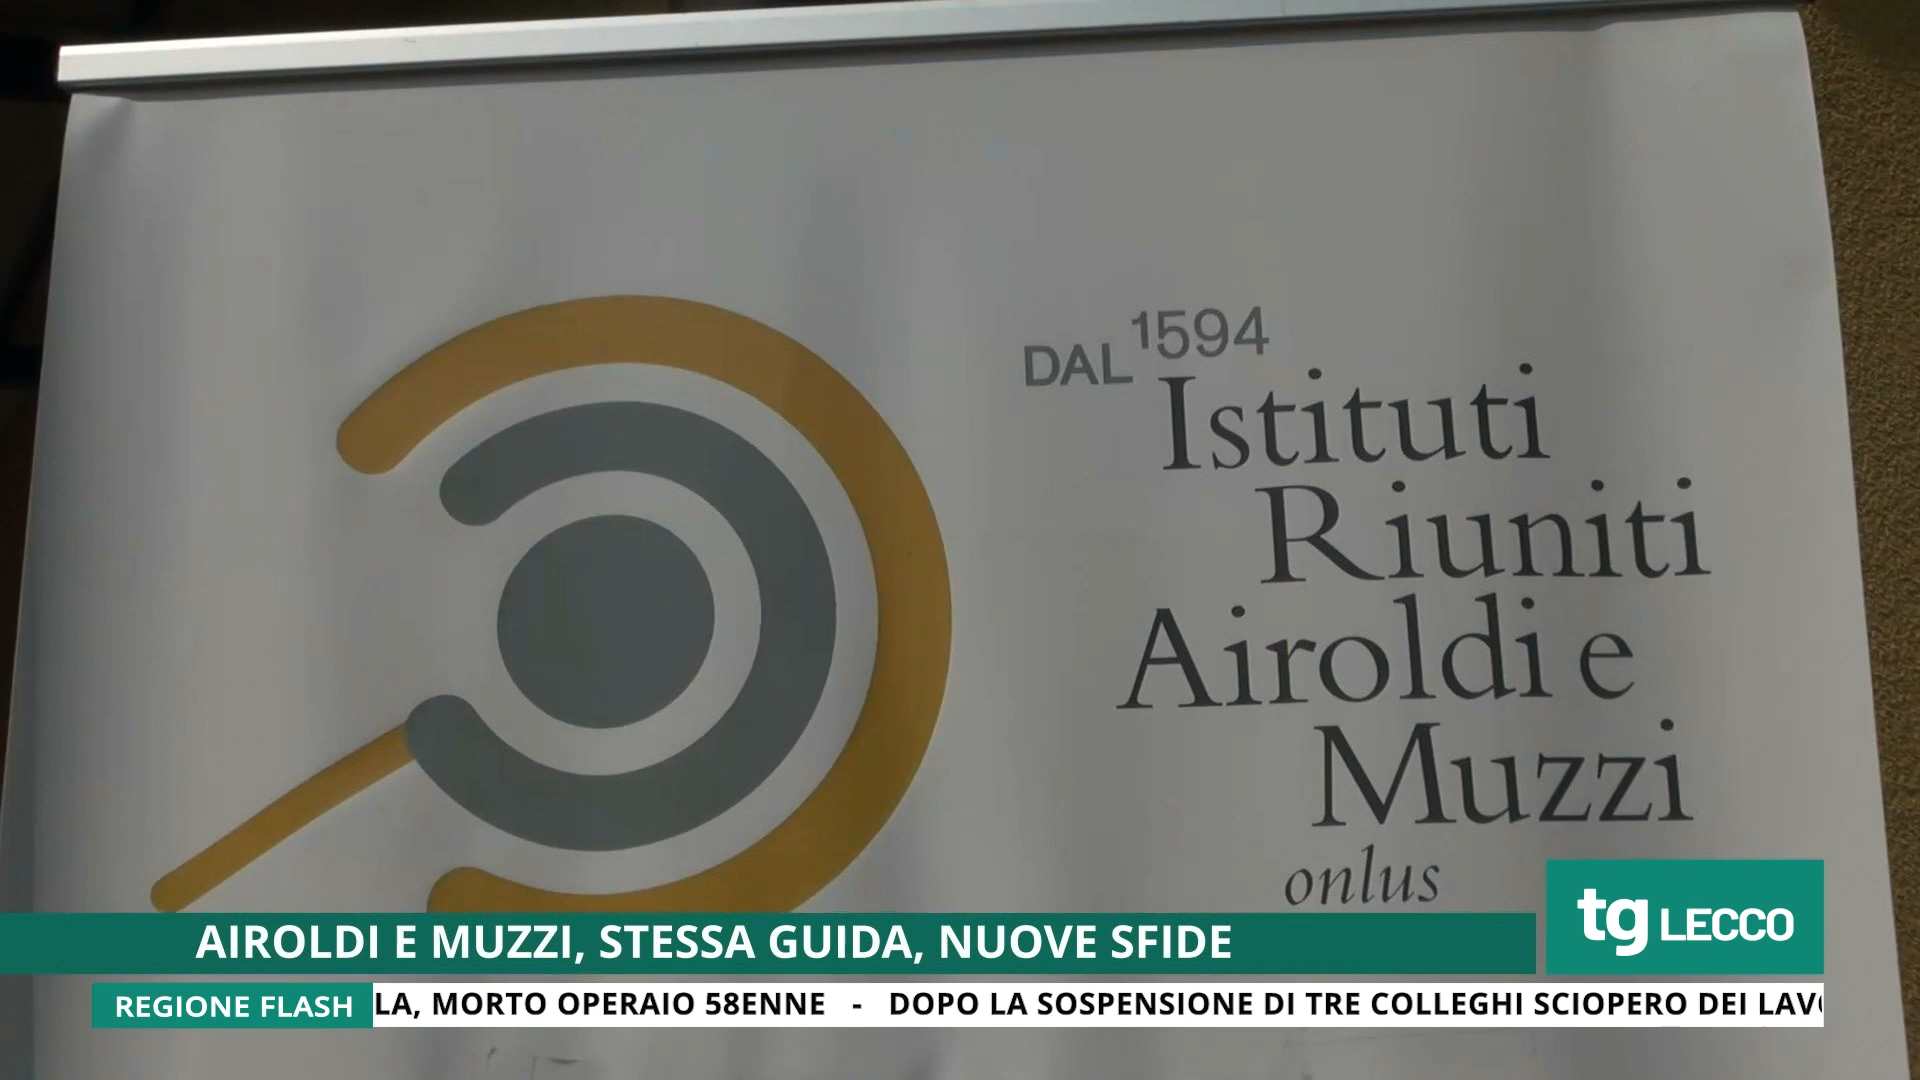 DAL 1594
Istituti
Riuniti
Airoldi e
Muzzi
onlus
AIROLDI E MUZZI, STESSA GUIDA, NUOVE SFIDE
tg LECCO
REGIONE FLASH
LA, MORTO OPERAIO 58ENNE - DOPO LA SOSPENSIONE DI TRE COLLEGHI SCIOPERO DEI